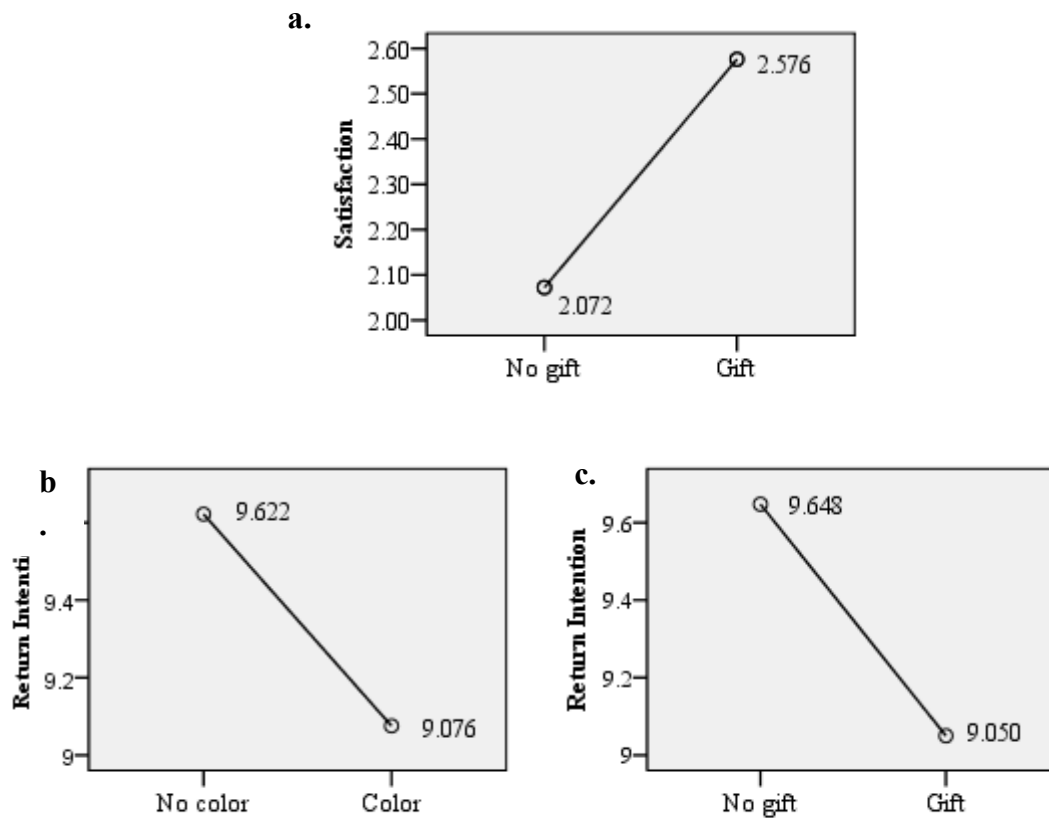 a.
Satisfaction
2.60
2.50
2.40
2.30
2.20
2.10
2.00
2.576
2.072
No gift
Gift
b
.
Return Intenti
9.4
9.2
9
9.622
9.076
No color
Color
c.
Return Intention
9.6
9.4
9.2
9
9.648
9.050
No gift
Gift